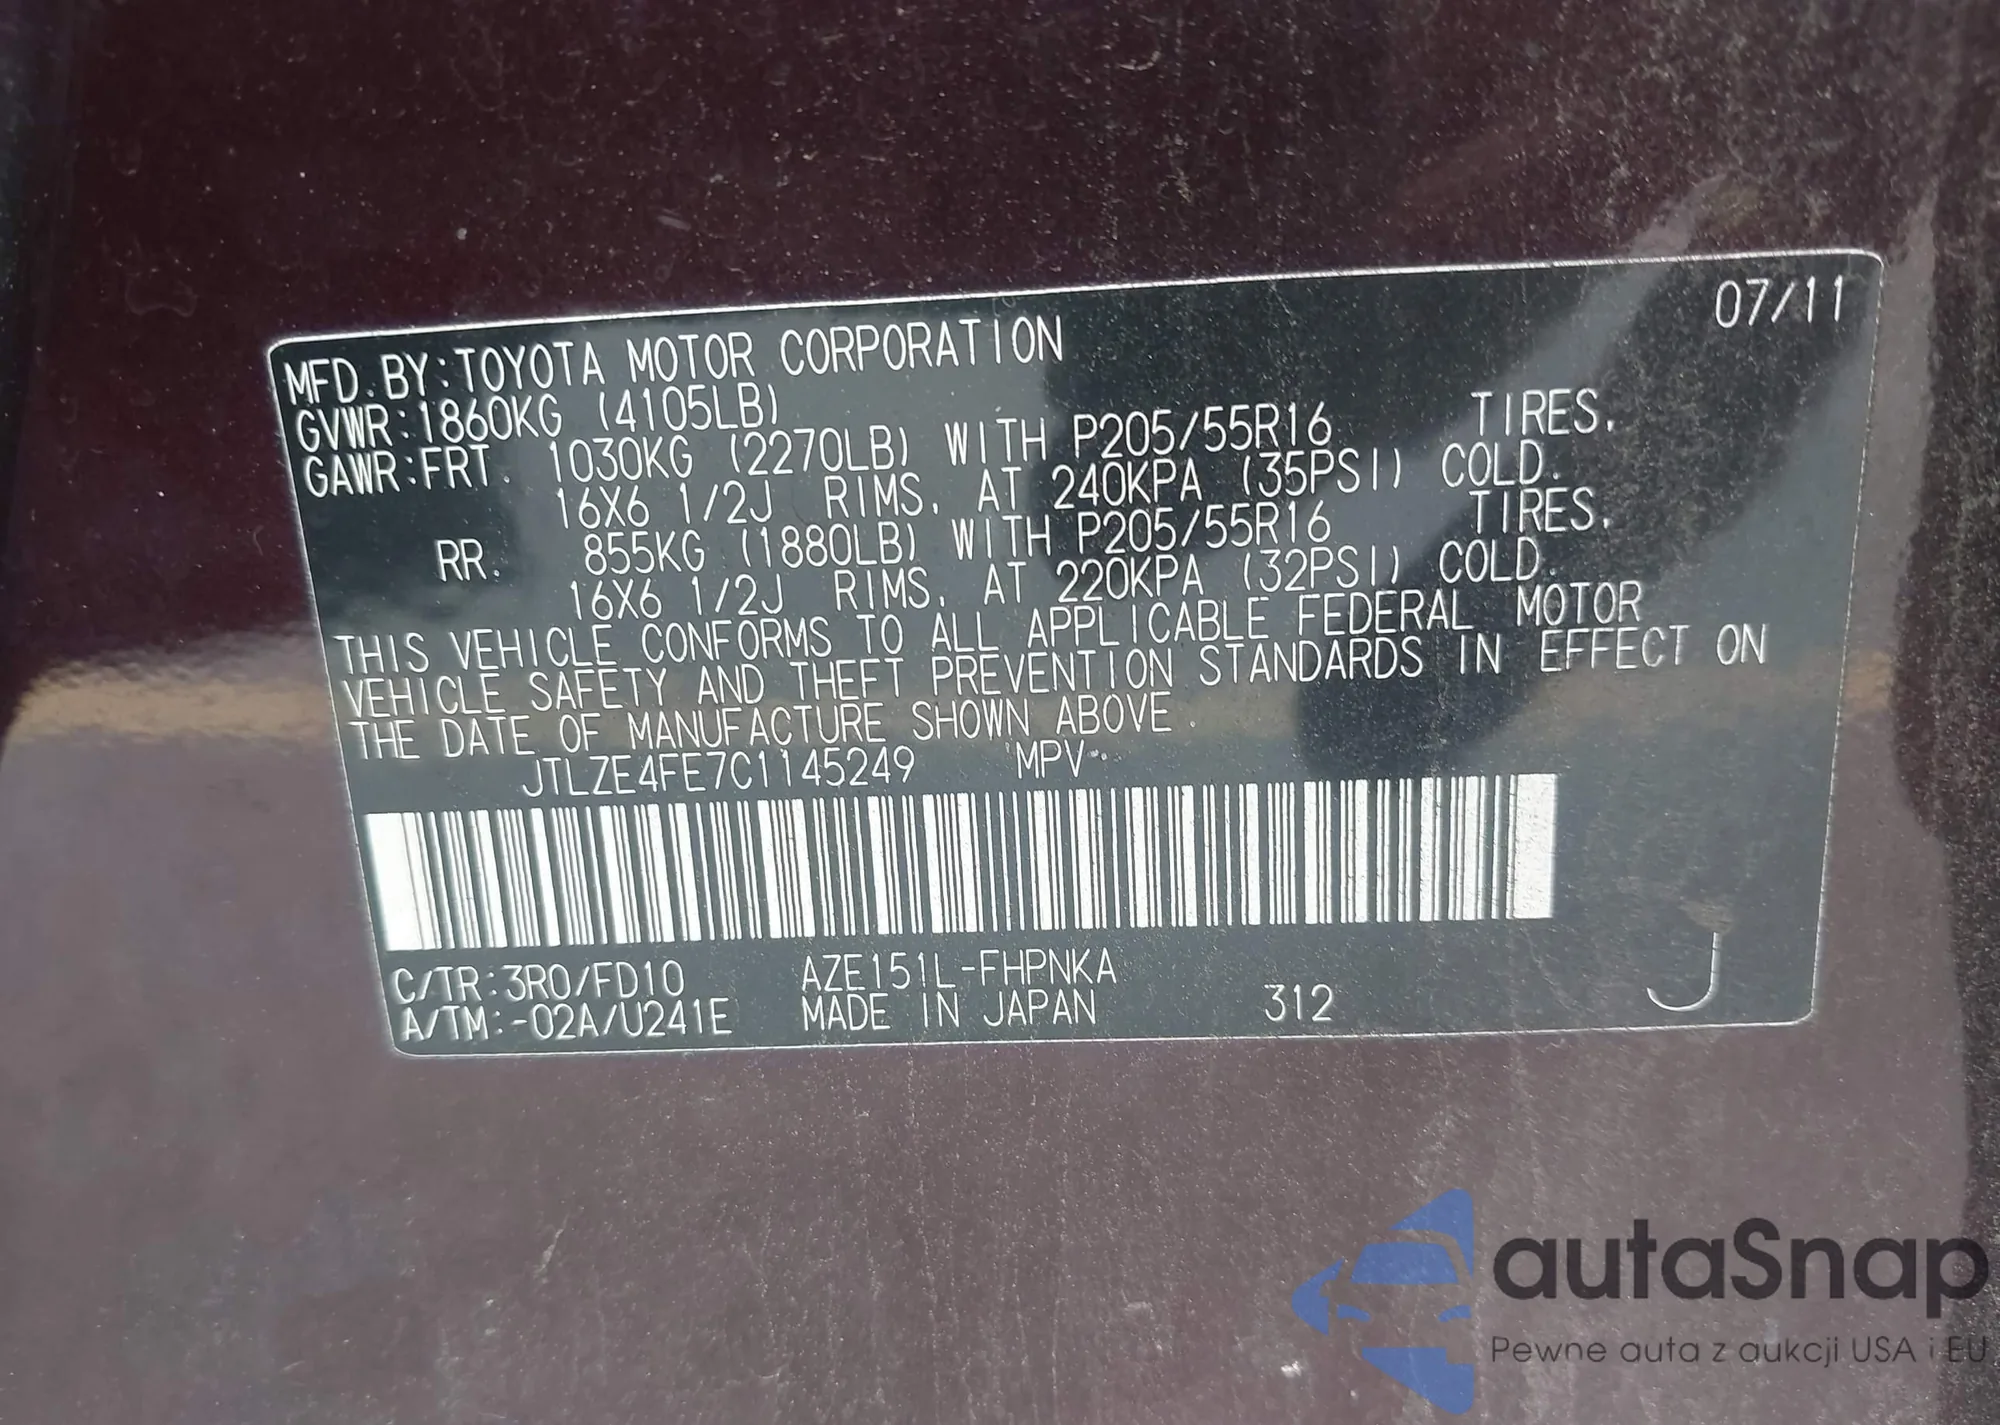 07/11
MFD. BY:TOYOTA MOTOR CORPORATION
GVWR:1860KG (4105LB)
GAWR:FRT. 1030KG (2270LB) WITH P205/55R16 TIRES,
16X6 1/2J RIMS, AT 240KPA (35PSI) COLD.
RR. 855KG (1880LB) WITH P205/55R16 TIRES,
16X6 1/2J RIMS, AT 220KPA (32PSI) COLD.
THIS VEHICLE CONFORMS TO ALL APPLICABLE FEDERAL MOTOR
VEHICLE SAFETY AND THEFT PREVENTION STANDARDS IN EFFECT ON
THE DATE OF MANUFACTURE SHOWN ABOVE.
JTLZE4FE7C1145249 MPV
C/TR:3R0/FD10 AZE151L-FHPNKA
A/TM:-02A/U241E MADE IN JAPAN 312 J
autaSnap
Pewne auta z aukcji USA i EU